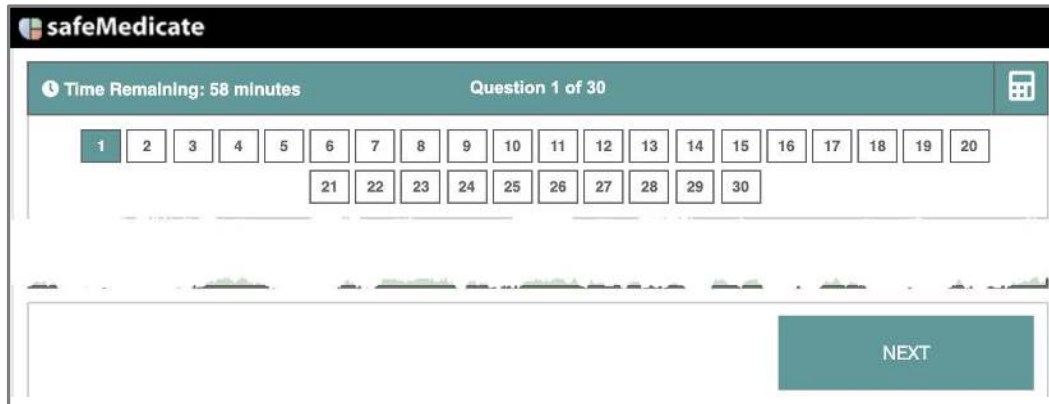 safeMedicate
Time Remaining: 58 minutes Question 1 of 30
1 2 3 4 5 6 7 8 9 10 11 12 13 14 15 16 17 18 19 20
21 22 23 24 25 26 27 28 29 30
NEXT